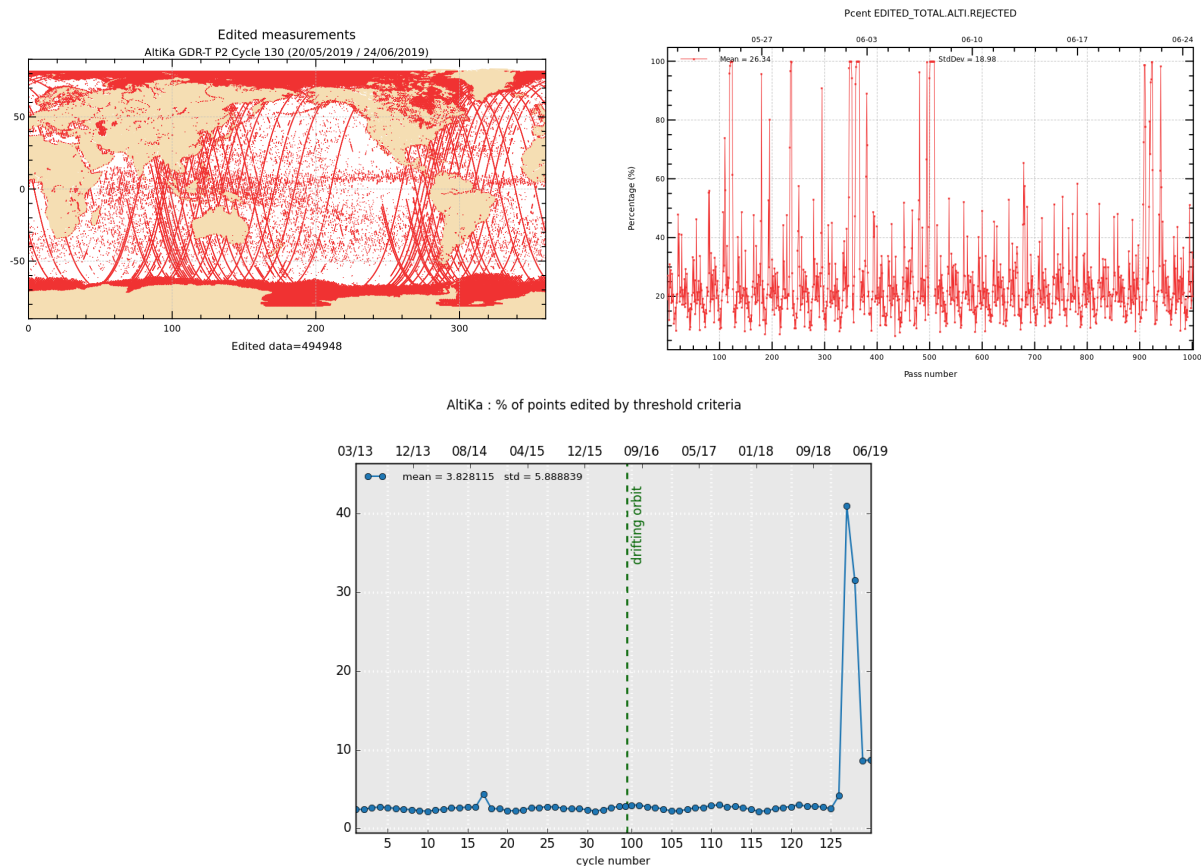 Edited measurements
AltiKa GDR-T P2 Cycle 130 (20/05/2019 / 24/06/2019)
50
0
-50
0 100 200 300
Edited data=494948
Pcent EDITED_TOTAL.ALTI.REJECTED
05-27 06-03 06-10 06-17 06-24
Mean = 26.34 StdDev = 18.98
100
80
60
40
20
Percentage (%)
100 200 300 400 500 600 700 800 900 1000
Pass number
AltiKa : % of points edited by threshold criteria
03/13 12/13 08/14 04/15 12/15 09/16 05/17 01/18 09/18 06/19
mean = 3.828115 std = 5.888839
drifting orbit
40
30
20
10
0
5 10 15 20 25 30 100 105 110 115 120 125
cycle number